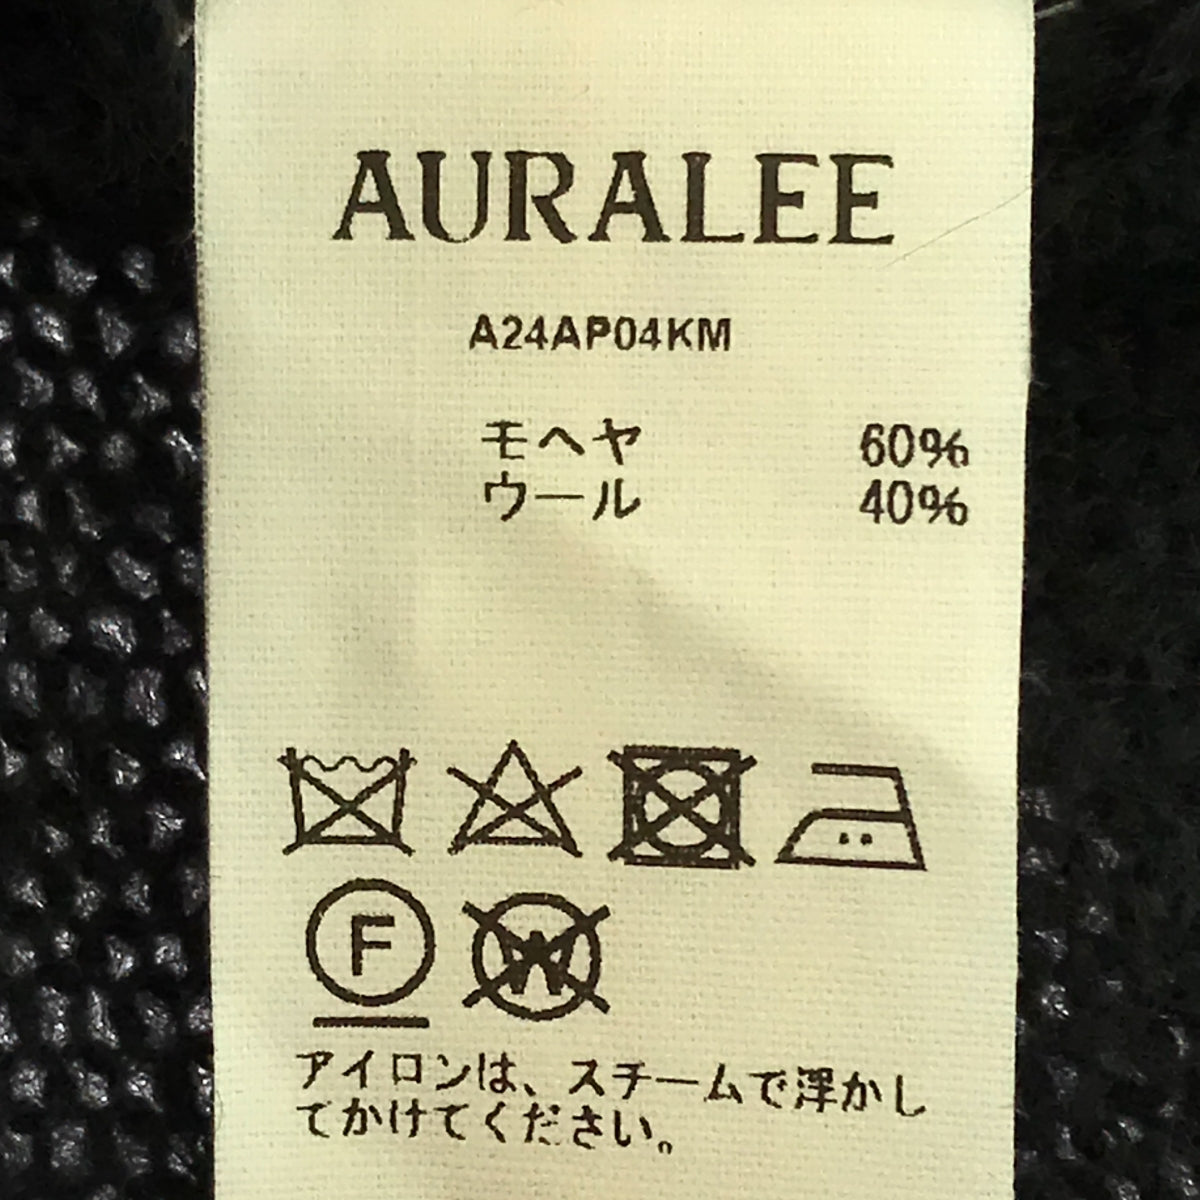 AURALEE
A24AP04KM
モヘヤ 60%
ウール 40%
F W
アイロンは、スチームで浮かし
てかけてください。